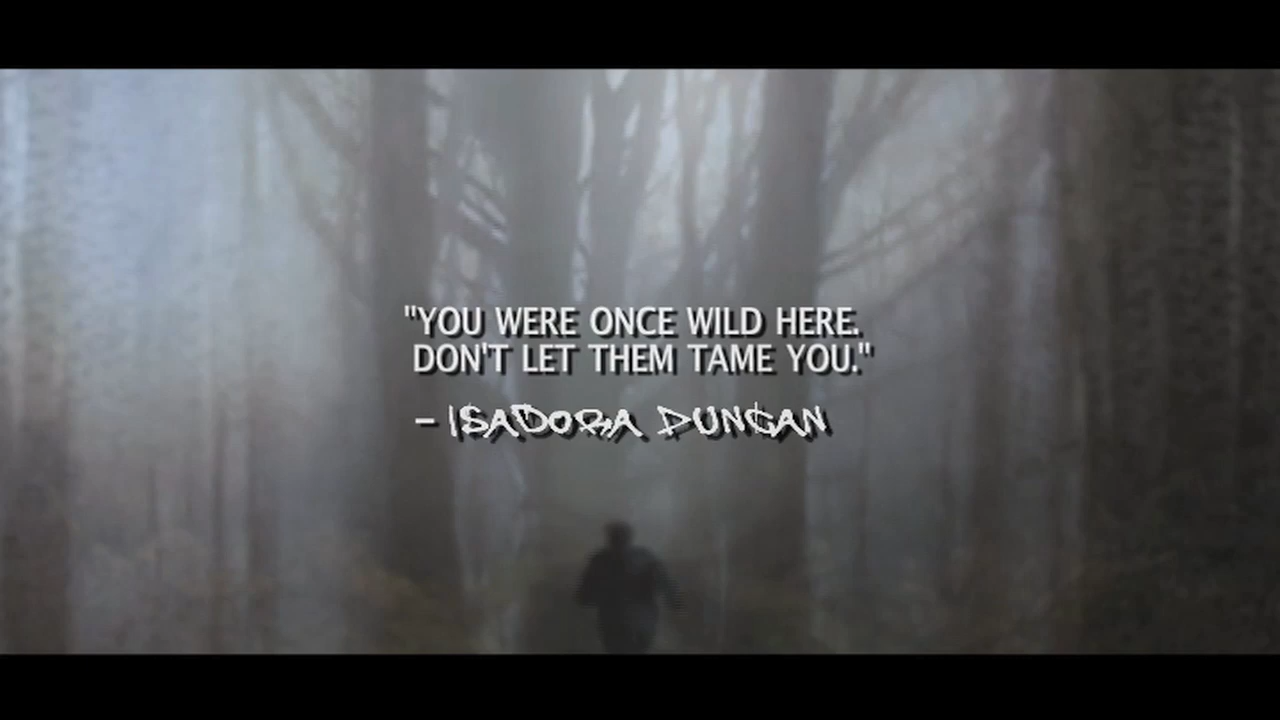 "YOU WERE ONCE WILD HERE.
DON'T LET THEM TAME YOU."
– ISADORA DUNCAN